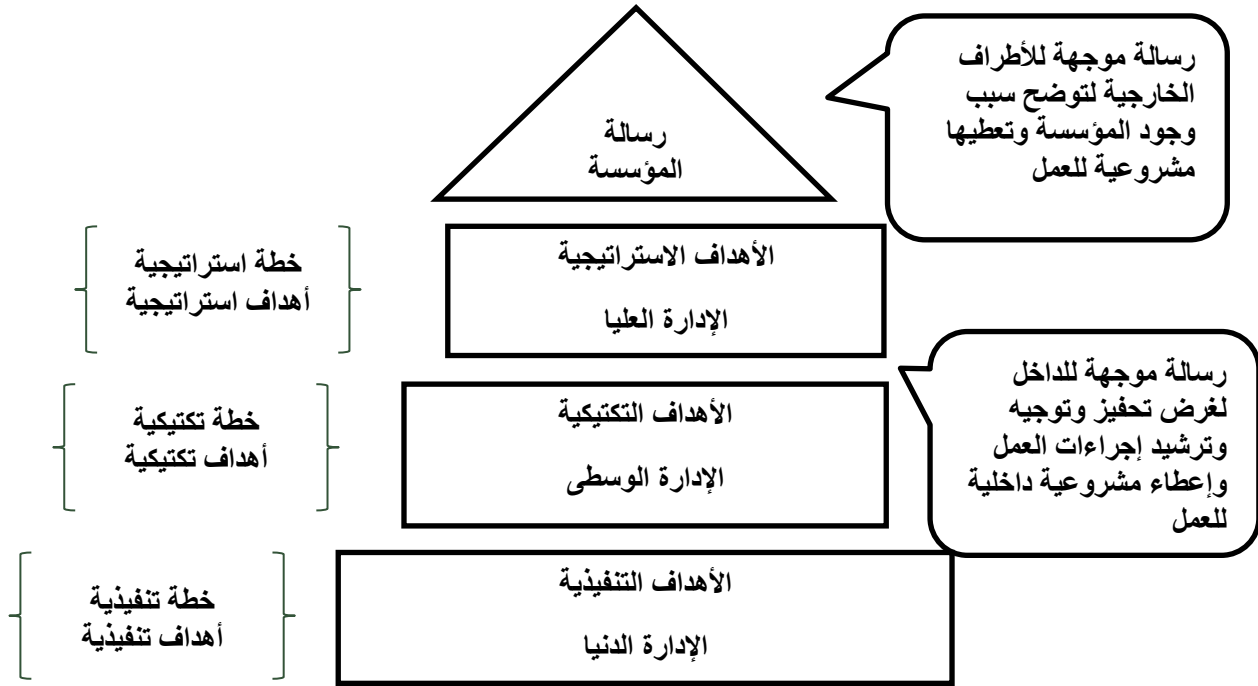 رسالة
المؤسسة
رسالة موجهة للأطراف
الخارجية لتوضح سبب
وجود المؤسسة وتعطيها
مشروعية للعمل
الأهداف الاستراتيجية
الإدارة العليا
خطة استراتيجية
أهداف استراتيجية
رسالة موجهة للداخل
لغرض تحفيز وتوجيه
وترشيد إجراءات العمل
وإعطاء مشروعية داخلية
للعمل
الأهداف التكتيكية
الإدارة الوسطى
خطة تكتيكية
أهداف تكتيكية
الأهداف التنفيذية
الإدارة الدنيا
خطة تنفيذية
أهداف تنفيذية